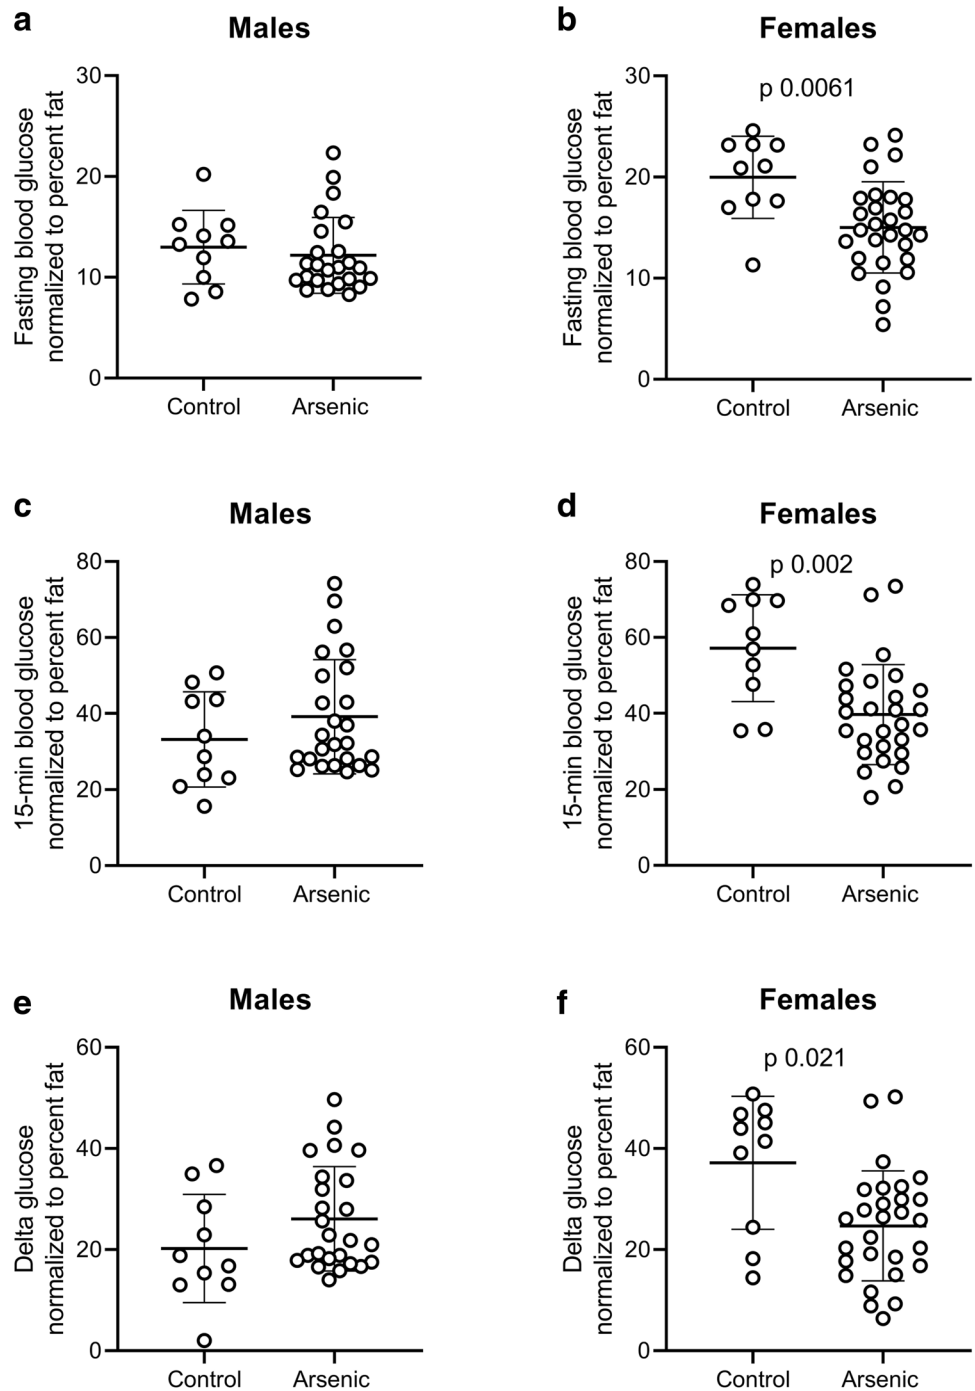 a
Males
Fasting blood glucose
normalized to percent fat
30
20
10
0
Control
Arsenic
b
Females
p 0.0061
Fasting blood glucose
normalized to percent fat
30
20
10
0
Control
Arsenic
c
Males
15-min blood glucose
normalized to percent fat
80
60
40
20
0
Control
Arsenic
d
Females
p 0.002
15-min blood glucose
normalized to percent fat
80
60
40
20
0
Control
Arsenic
e
Males
Delta glucose
normalized to percent fat
60
40
20
0
Control
Arsenic
f
Females
p 0.021
Delta glucose
normalized to percent fat
60
40
20
0
Control
Arsenic